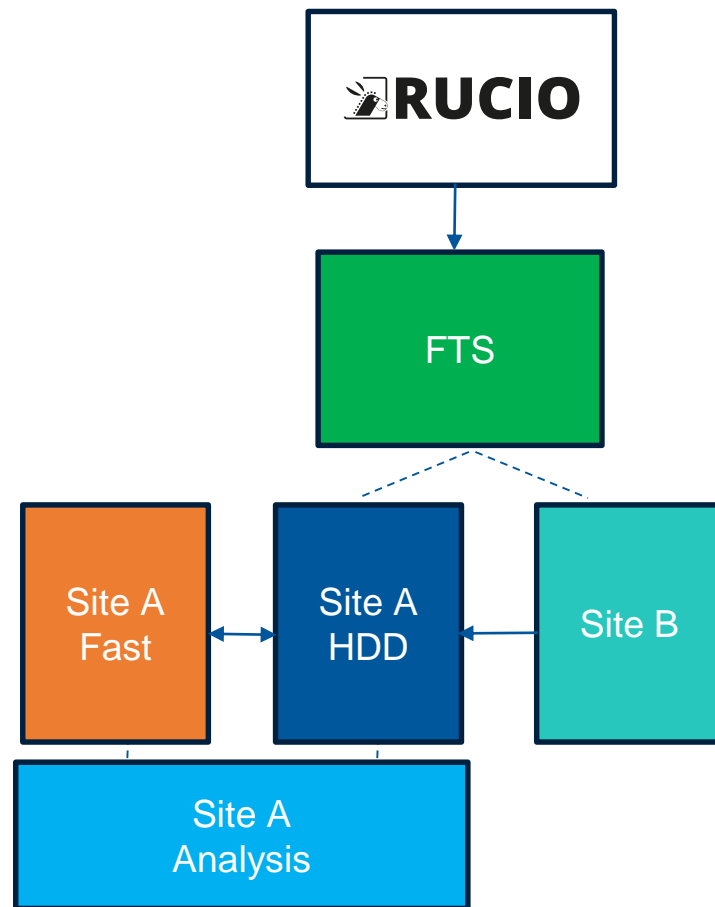 RUCIO
FTS
Site A
Fast
Site A
HDD
Site B
Site A
Analysis